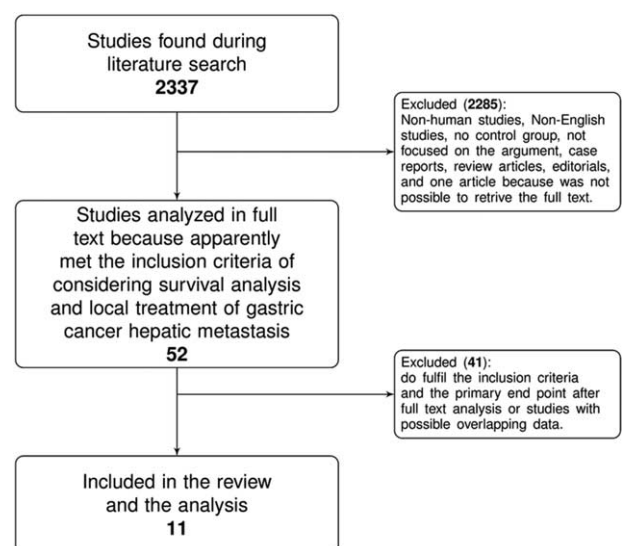 Studies found during
literature search
2337
Excluded (2285):
Non-human studies, Non-English
studies, no control group, not
focused on the argument, case
reports, review articles, editorials,
and one article because was not
possible to retrive the full text.
Studies analyzed in full
text because apparently
met the inclusion criteria of
considering survival analysis
and local treatment of gastric
cancer hepatic metastasis
52
Excluded (41):
do fulfil the inclusion criteria
and the primary end point after
full text analysis or studies with
possible overlapping data.
Included in the review
and the analysis
11